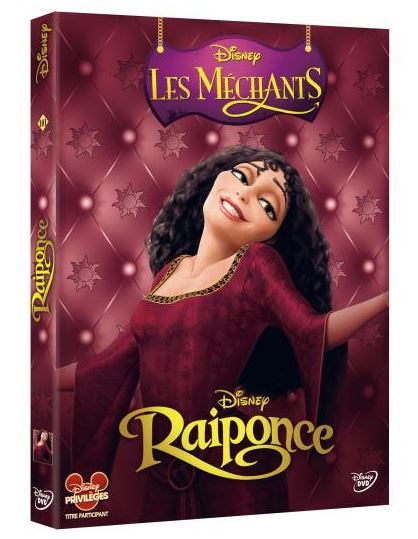 Disney
LES MÉCHANTS
Disney
Raiponce
Disney
DVD
Disney
Raiponce
Disney
PRIVILÈGES
TITRE PARTICIPANT
Disney
DVD